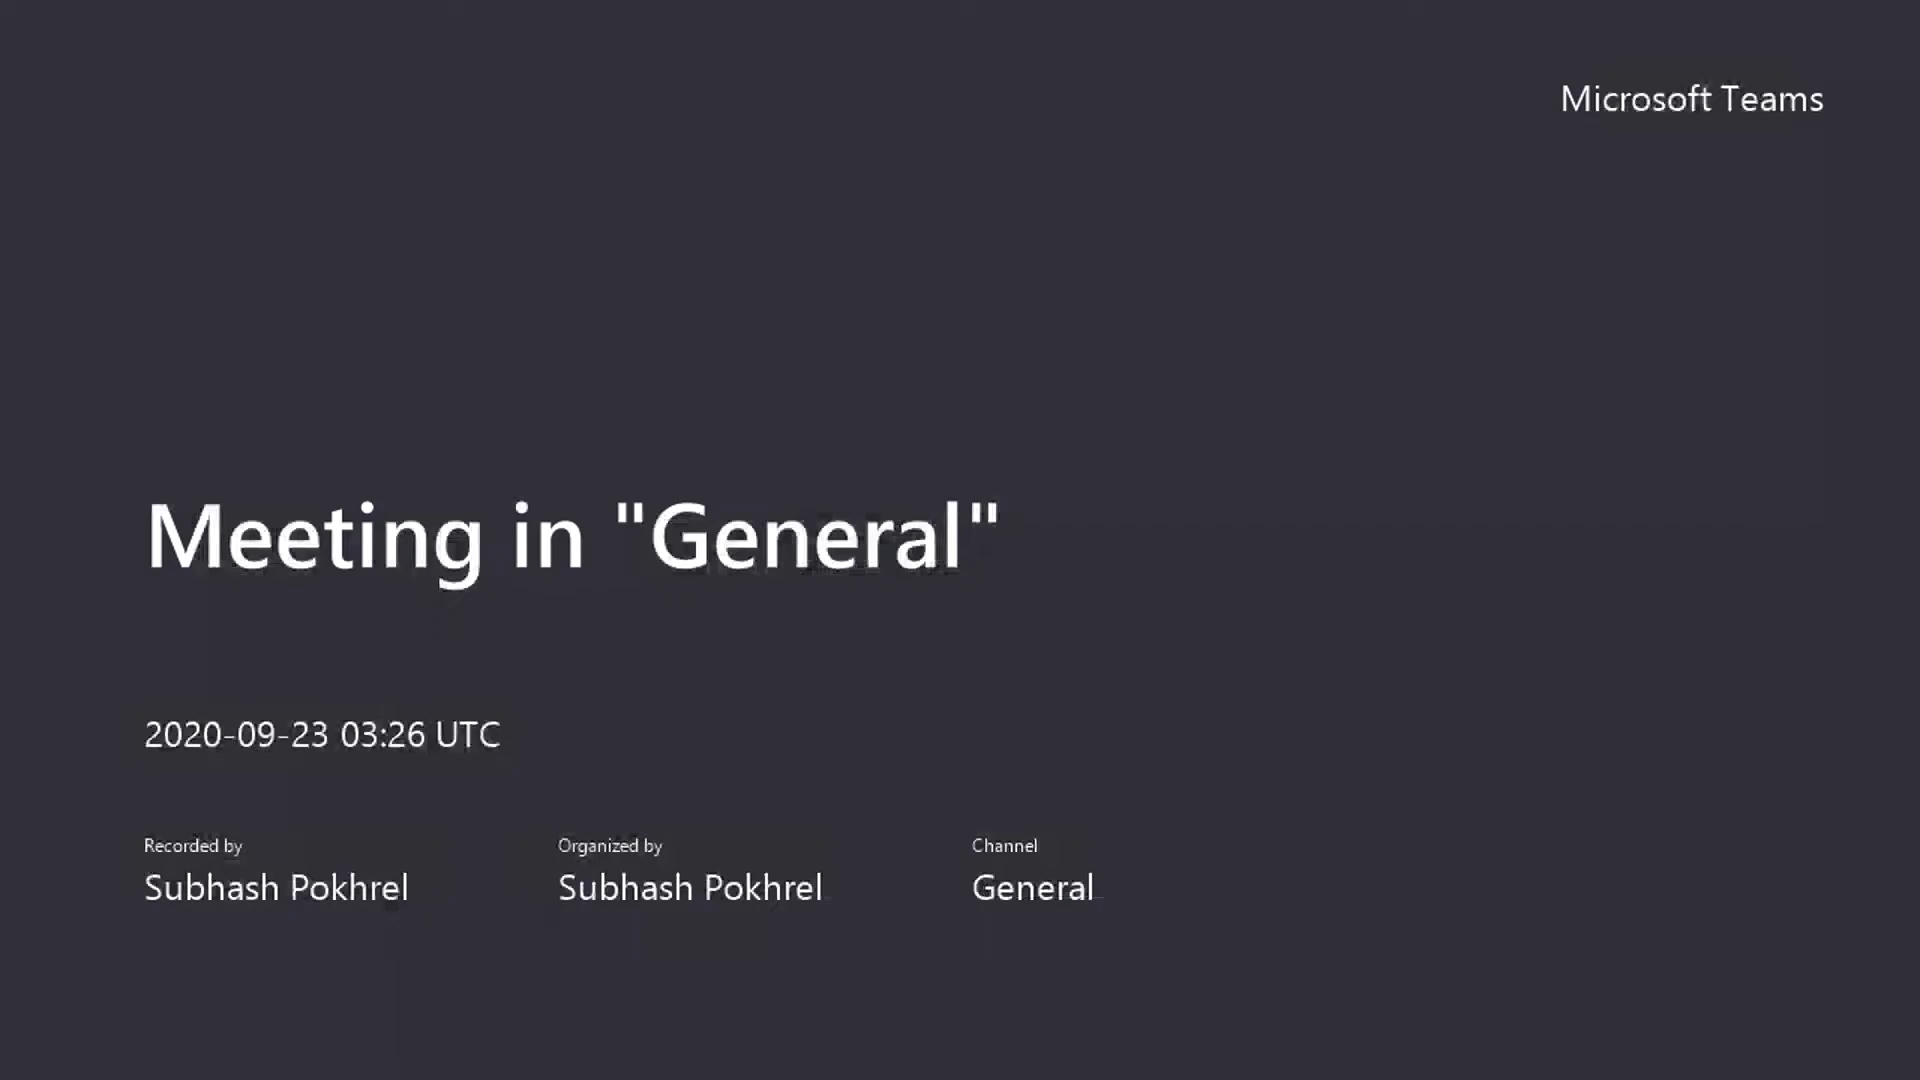 Microsoft Teams
Meeting in "General"
2020-09-23 03:26 UTC
Recorded by
Subhash Pokhrel
Organized by
Subhash Pokhrel
Channel
General